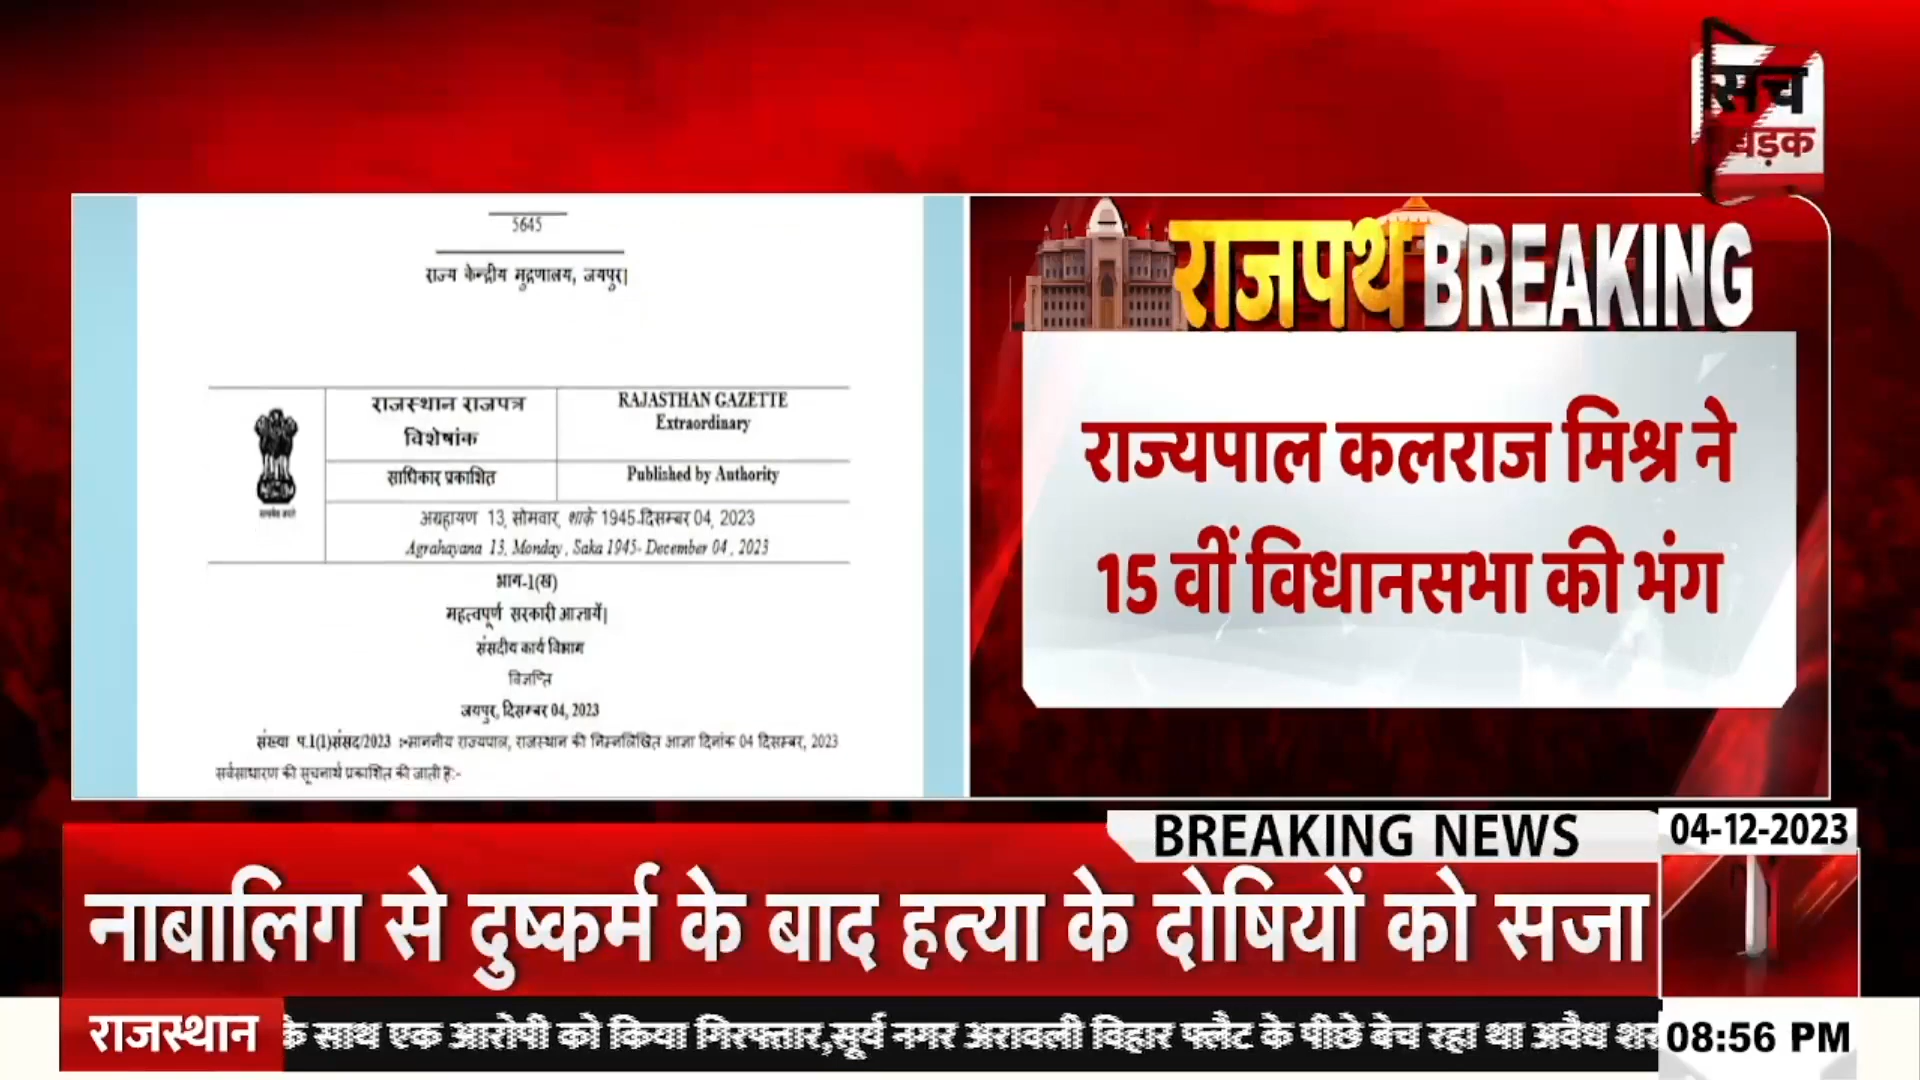 सच
बेधड़क
5645
राज्य केन्द्रीय मुद्रणालय, जयपुर|
राजस्थान राजपत्र
विशेषांक
RAJASTHAN GAZETTE
Extraordinary
साधिकार प्रकाशित
Published by Authority
अग्रहायण 13, सोमवार, शाके 1945-दिसम्बर 04, 2023
Agrahayana 13, Monday, Saka 1945- December 04, 2023
सत्यमेव जयते
भाग-1(ख)
महत्वपूर्ण सरकारी आज्ञायें|
संसदीय कार्य विभाग
विज्ञप्ति
जयपुर, दिसम्बर 04, 2023
संख्या प.1(1)संसद/2023 :-माननीय राज्यपाल, राजस्थान की निम्नलिखित आज्ञा दिनांक 04 दिसम्बर, 2023
सर्वसाधारण की सूचनार्थ प्रकाशित की जाती है:-
राजपथ BREAKING
राज्यपाल कलराज मिश्र ने
15 वीं विधानसभा की भंग
BREAKING NEWS
04-12-2023
नाबालिग से दुष्कर्म के बाद हत्या के दोषियों को सजा
राजस्थान
के साथ एक आरोपी को किया गिरफ्तार,सूर्य नगर अरावली विहार फ्लैट के पीछे बेच रहा था अवैध
08:56 PM